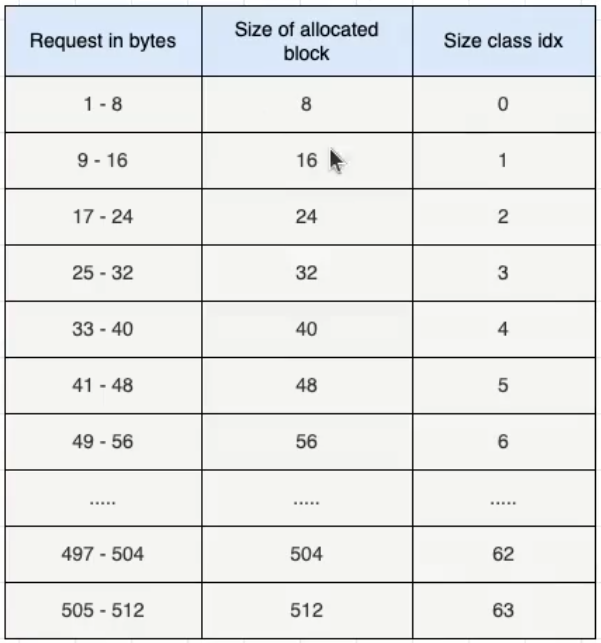 Request in bytes
Size of allocated
block
Size class idx
1 - 8
8
0
9 - 16
16
1
17 - 24
24
2
25 - 32
32
3
33 - 40
40
4
41 - 48
48
5
49 - 56
56
6
.....
.....
.....
497 - 504
504
62
505 - 512
512
63